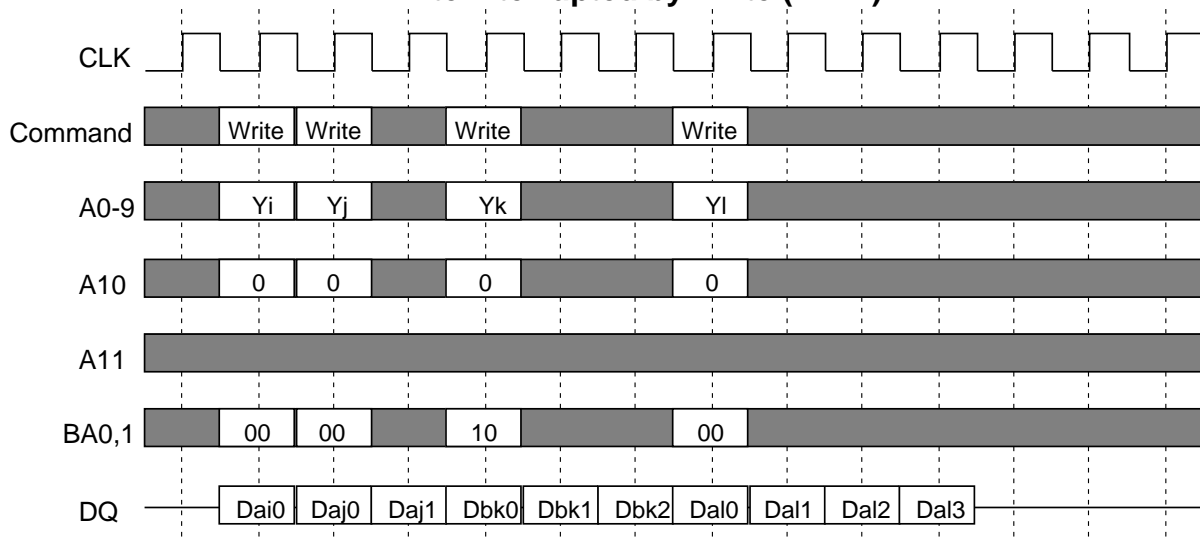 CLK
Command Write Write Write Write
A0-9 Yi Yj Yk Yl
A10 0 0 0 0
A11
BA0,1 00 00 10 00
DQ Dai0 Daj0 Daj1 Dbk0 Dbk1 Dbk2 Dal0 Dal1 Dal2 Dal3